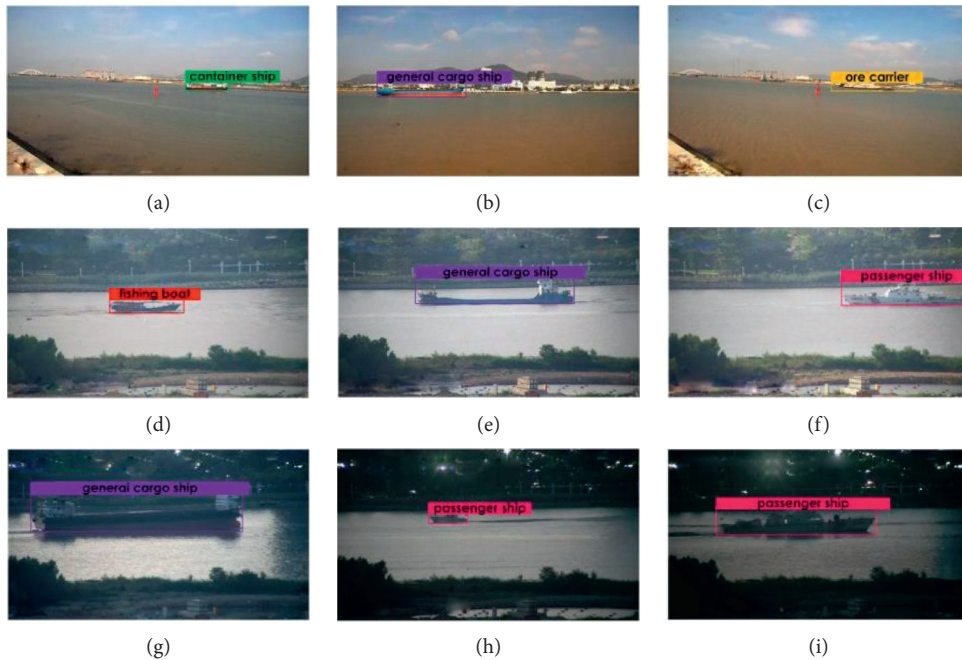 container ship
general cargo ship
ore carrier
(a)
(b)
(c)
fishing boat
general cargo ship
passenger ship
(d)
(e)
(f)
general cargo ship
passenger ship
passenger ship
(g)
(h)
(i)